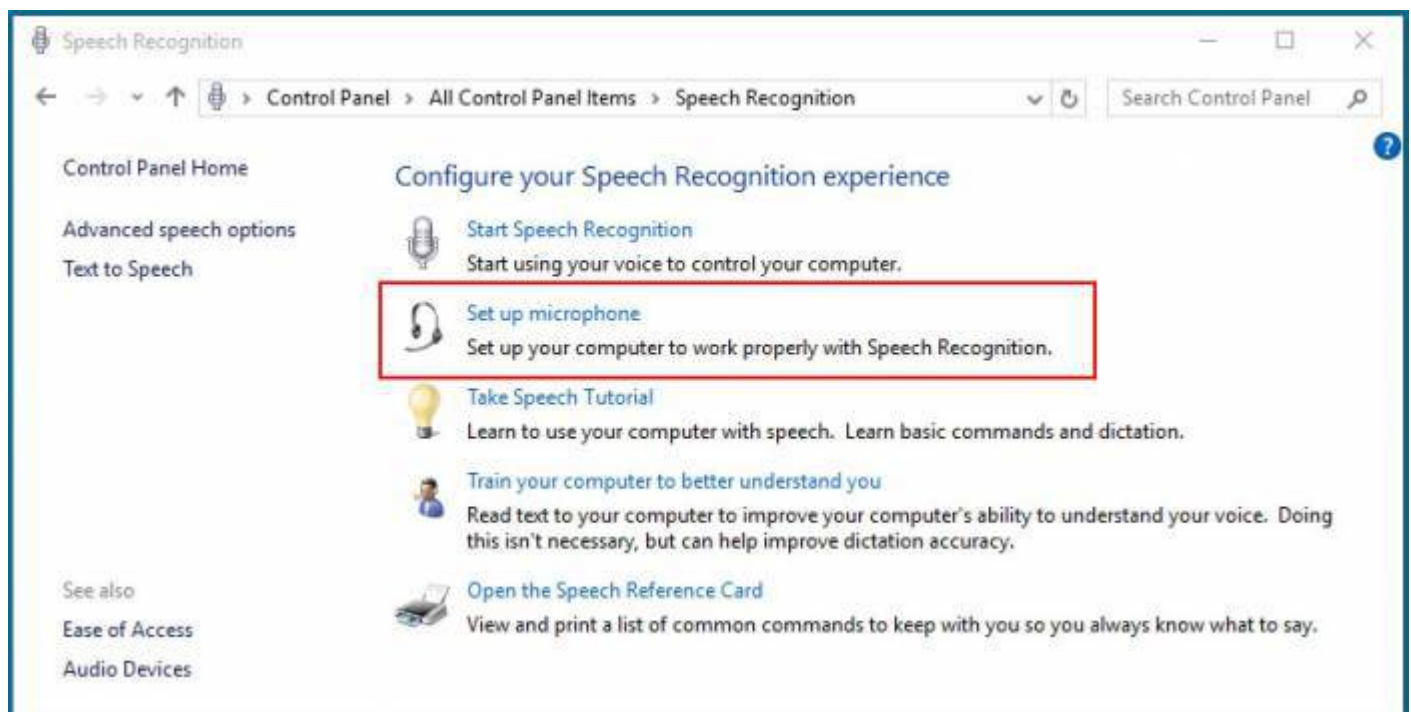 Speech Recognition
Control Panel > All Control Panel Items > Speech Recognition
Search Control Panel
?
Control Panel Home
Advanced speech options
Text to Speech
Configure your Speech Recognition experience
Start Speech Recognition
Start using your voice to control your computer.
Set up microphone
Set up your computer to work properly with Speech Recognition.
Take Speech Tutorial
Learn to use your computer with speech. Learn basic commands and dictation.
Train your computer to better understand you
Read text to your computer to improve your computer's ability to understand your voice. Doing
this isn't necessary, but can help improve dictation accuracy.
Open the Speech Reference Card
View and print a list of common commands to keep with you so you always know what to say.
See also
Ease of Access
Audio Devices